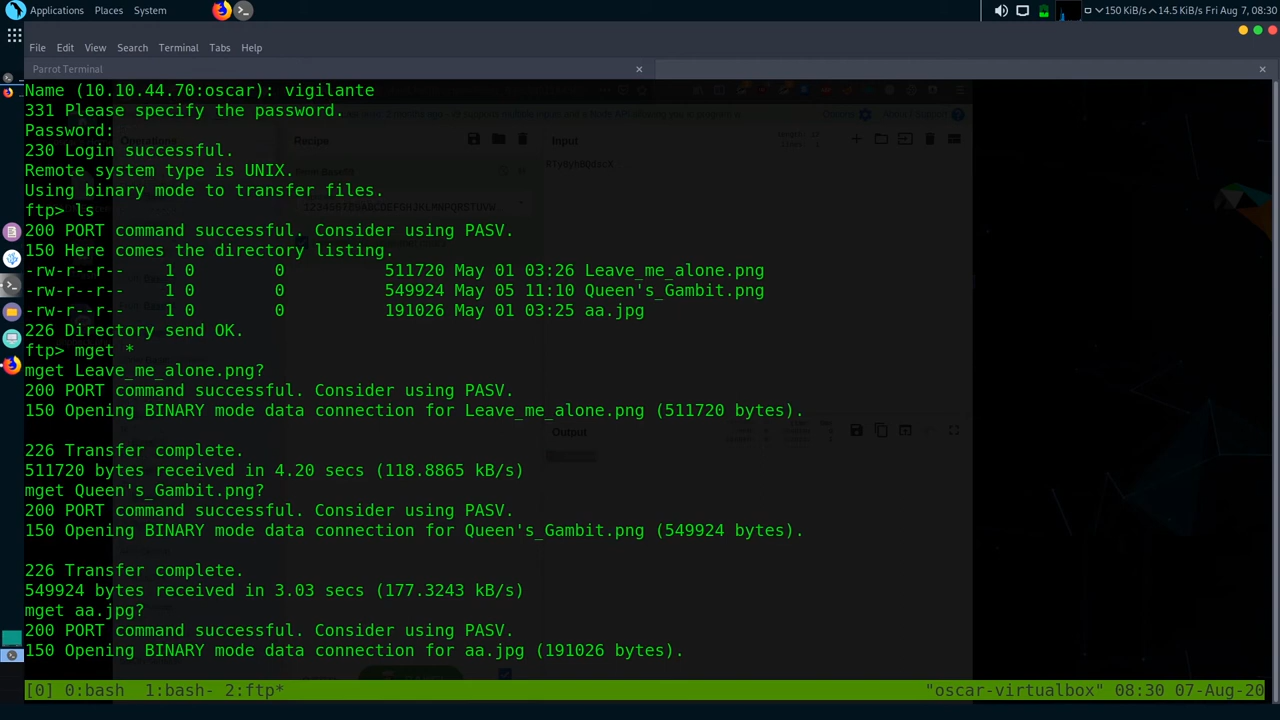 Applications Places System
150 KiB/s 14.5 KiB/s Fri Aug 7, 08:30
File Edit View Search Terminal Tabs Help
Parrot Terminal
Name (10.10.44.70:oscar): vigilante
331 Please specify the password.
Password:
230 Login successful.
Remote system type is UNIX.
Using binary mode to transfer files.
ftp> ls
200 PORT command successful. Consider using PASV.
150 Here comes the directory listing.
-rw-r--r-- 1 0 0 511720 May 01 03:26 Leave_me_alone.png
-rw-r--r-- 1 0 0 549924 May 05 11:10 Queen's_Gambit.png
-rw-r--r-- 1 0 0 191026 May 01 03:25 aa.jpg
226 Directory send OK.
ftp> mget *
mget Leave_me_alone.png?
200 PORT command successful. Consider using PASV.
150 Opening BINARY mode data connection for Leave_me_alone.png (511720 bytes).
226 Transfer complete.
511720 bytes received in 4.20 secs (118.8865 kB/s)
mget Queen's_Gambit.png?
200 PORT command successful. Consider using PASV.
150 Opening BINARY mode data connection for Queen's_Gambit.png (549924 bytes).
226 Transfer complete.
549924 bytes received in 3.03 secs (177.3243 kB/s)
mget aa.jpg?
200 PORT command successful. Consider using PASV.
150 Opening BINARY mode data connection for aa.jpg (191026 bytes).
[0] 0:bash 1:bash- 2:ftp* "oscar-virtualbox" 08:30 07-Aug-20
Operations
Recipe
Input
Output